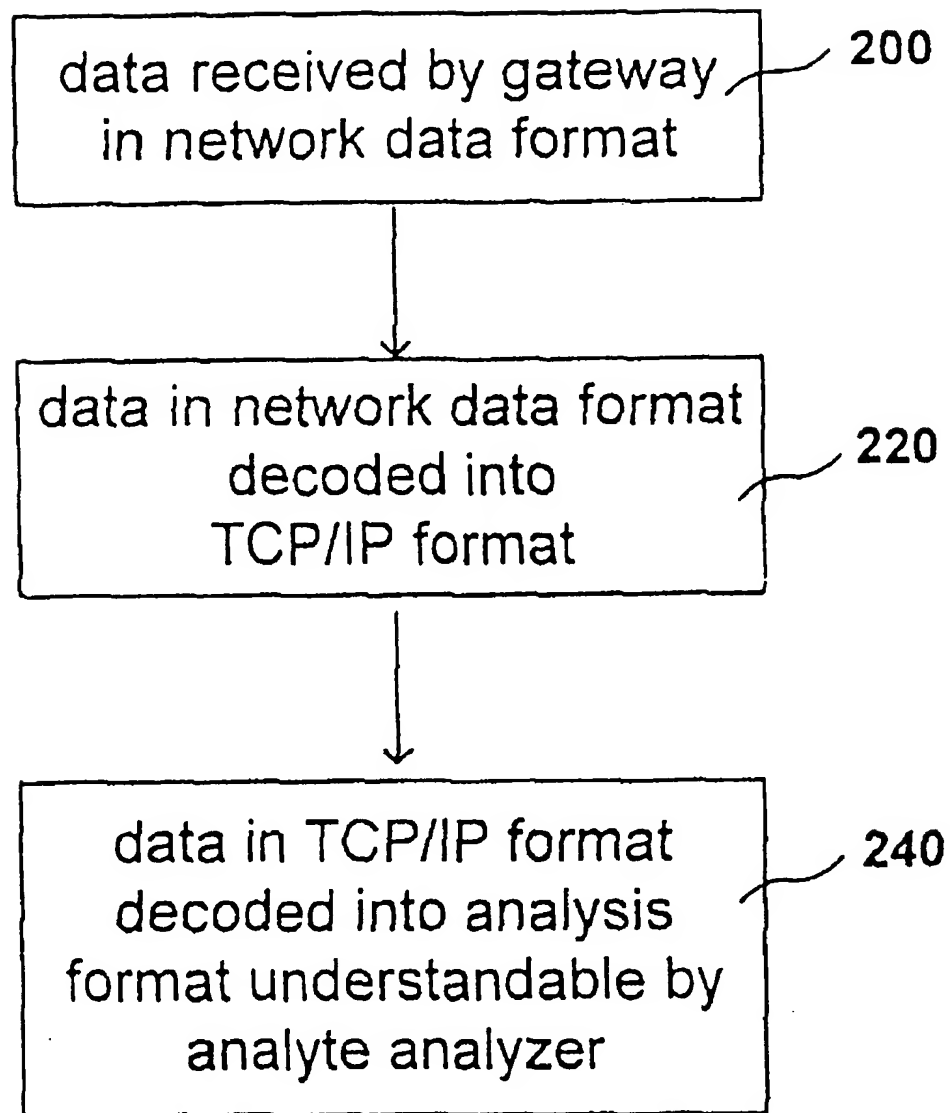 data received by gateway
in network data format
200
data in network data format
decoded into
TCP/IP format
220
data in TCP/IP format
decoded into analysis
format understandable by
analyte analyzer
240